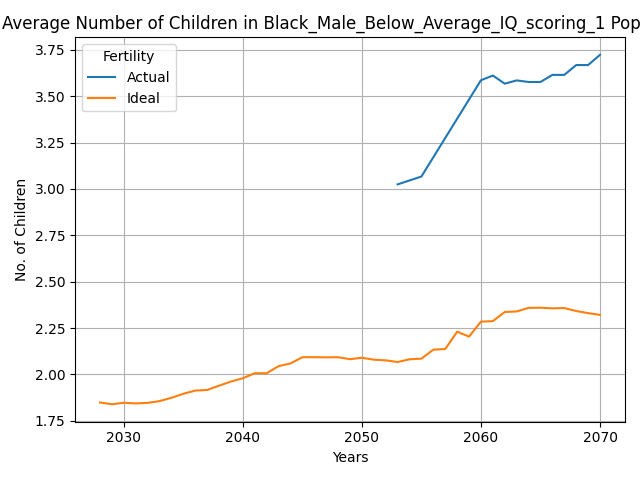 Average Number of Children in Black_Male_Below_Average_IQ_scoring_1 Pop
Fertility
Actual
Ideal
3.75
3.50
3.25
3.00
2.75
2.50
2.25
2.00
1.75
No. of Children
2030 2040 2050 2060 2070
Years